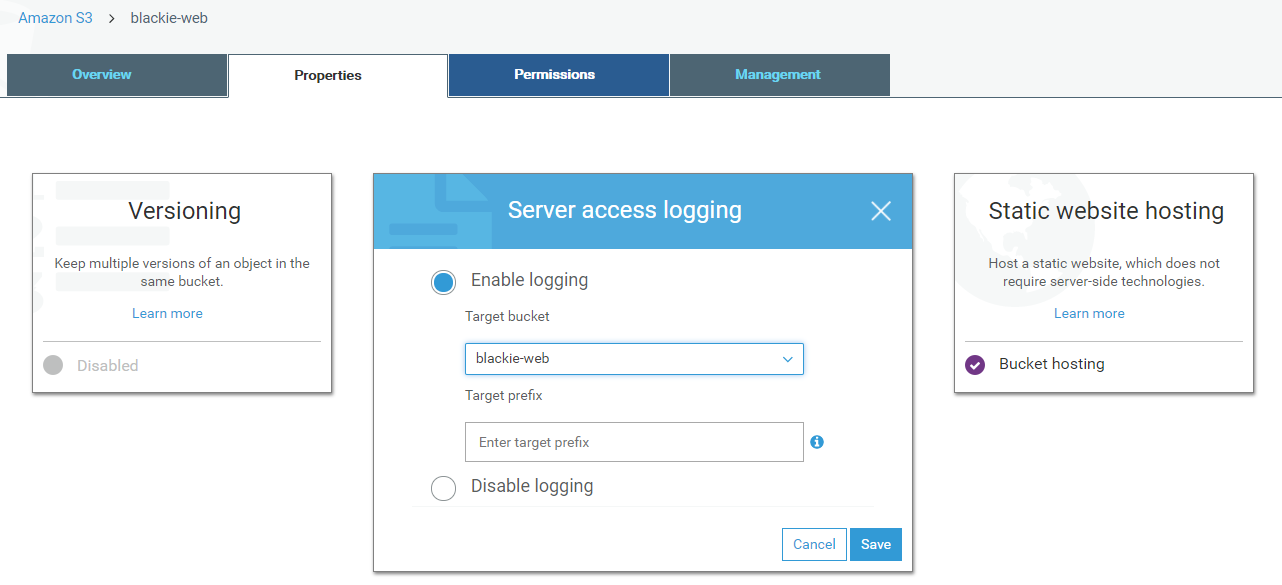 Amazon S3 > blackie-web
Overview
Properties
Permissions
Management
Versioning
Keep multiple versions of an object in the
same bucket.
Learn more
Disabled
Server access logging
Enable logging
Target bucket
blackie-web
Target prefix
Enter target prefix
Disable logging
Cancel
Save
Static website hosting
Host a static website, which does not
require server-side technologies.
Learn more
Bucket hosting